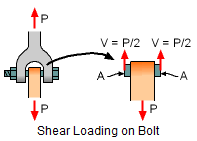 P
V = P/2 V = P/2
A A
P P
Shear Loading on Bolt